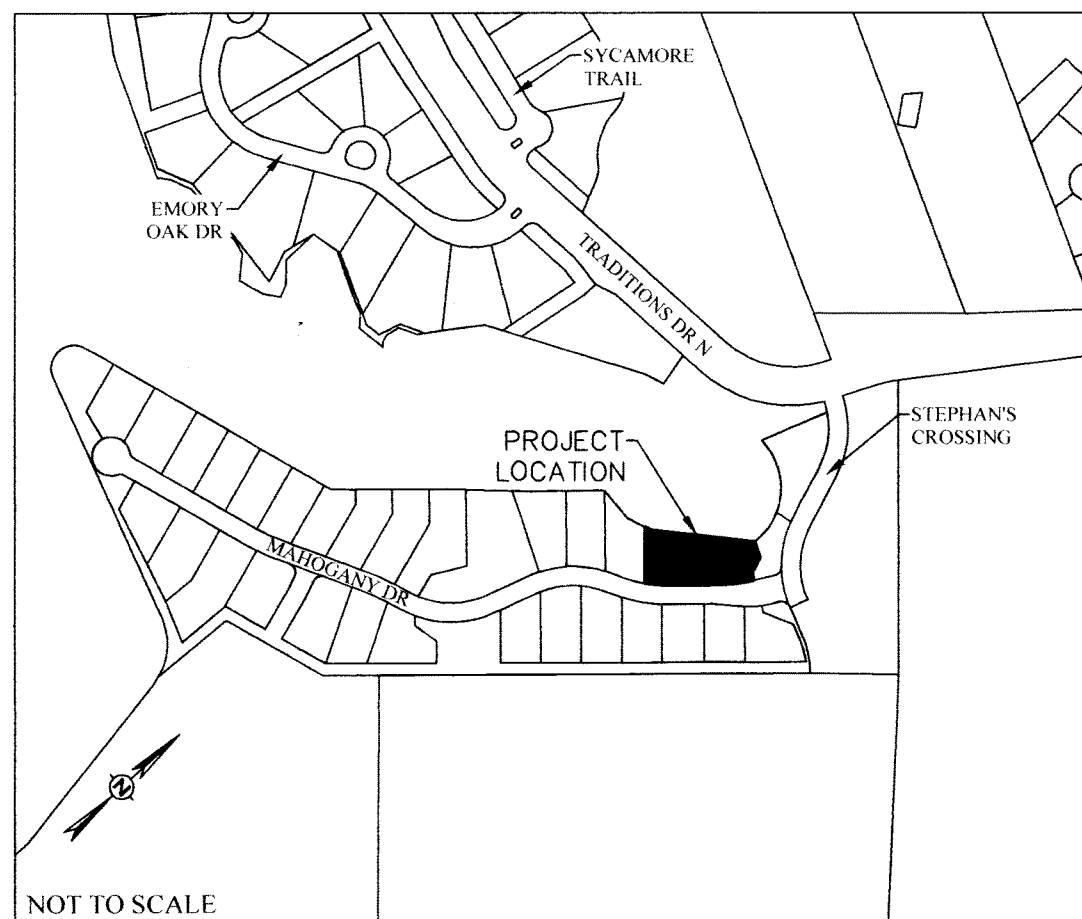 SYCAMORE
TRAIL
EMORY
OAK DR
TRADITIONS DR N
STEPHAN'S
CROSSING
PROJECT
LOCATION
MAHOGANY DR
N
NOT TO SCALE